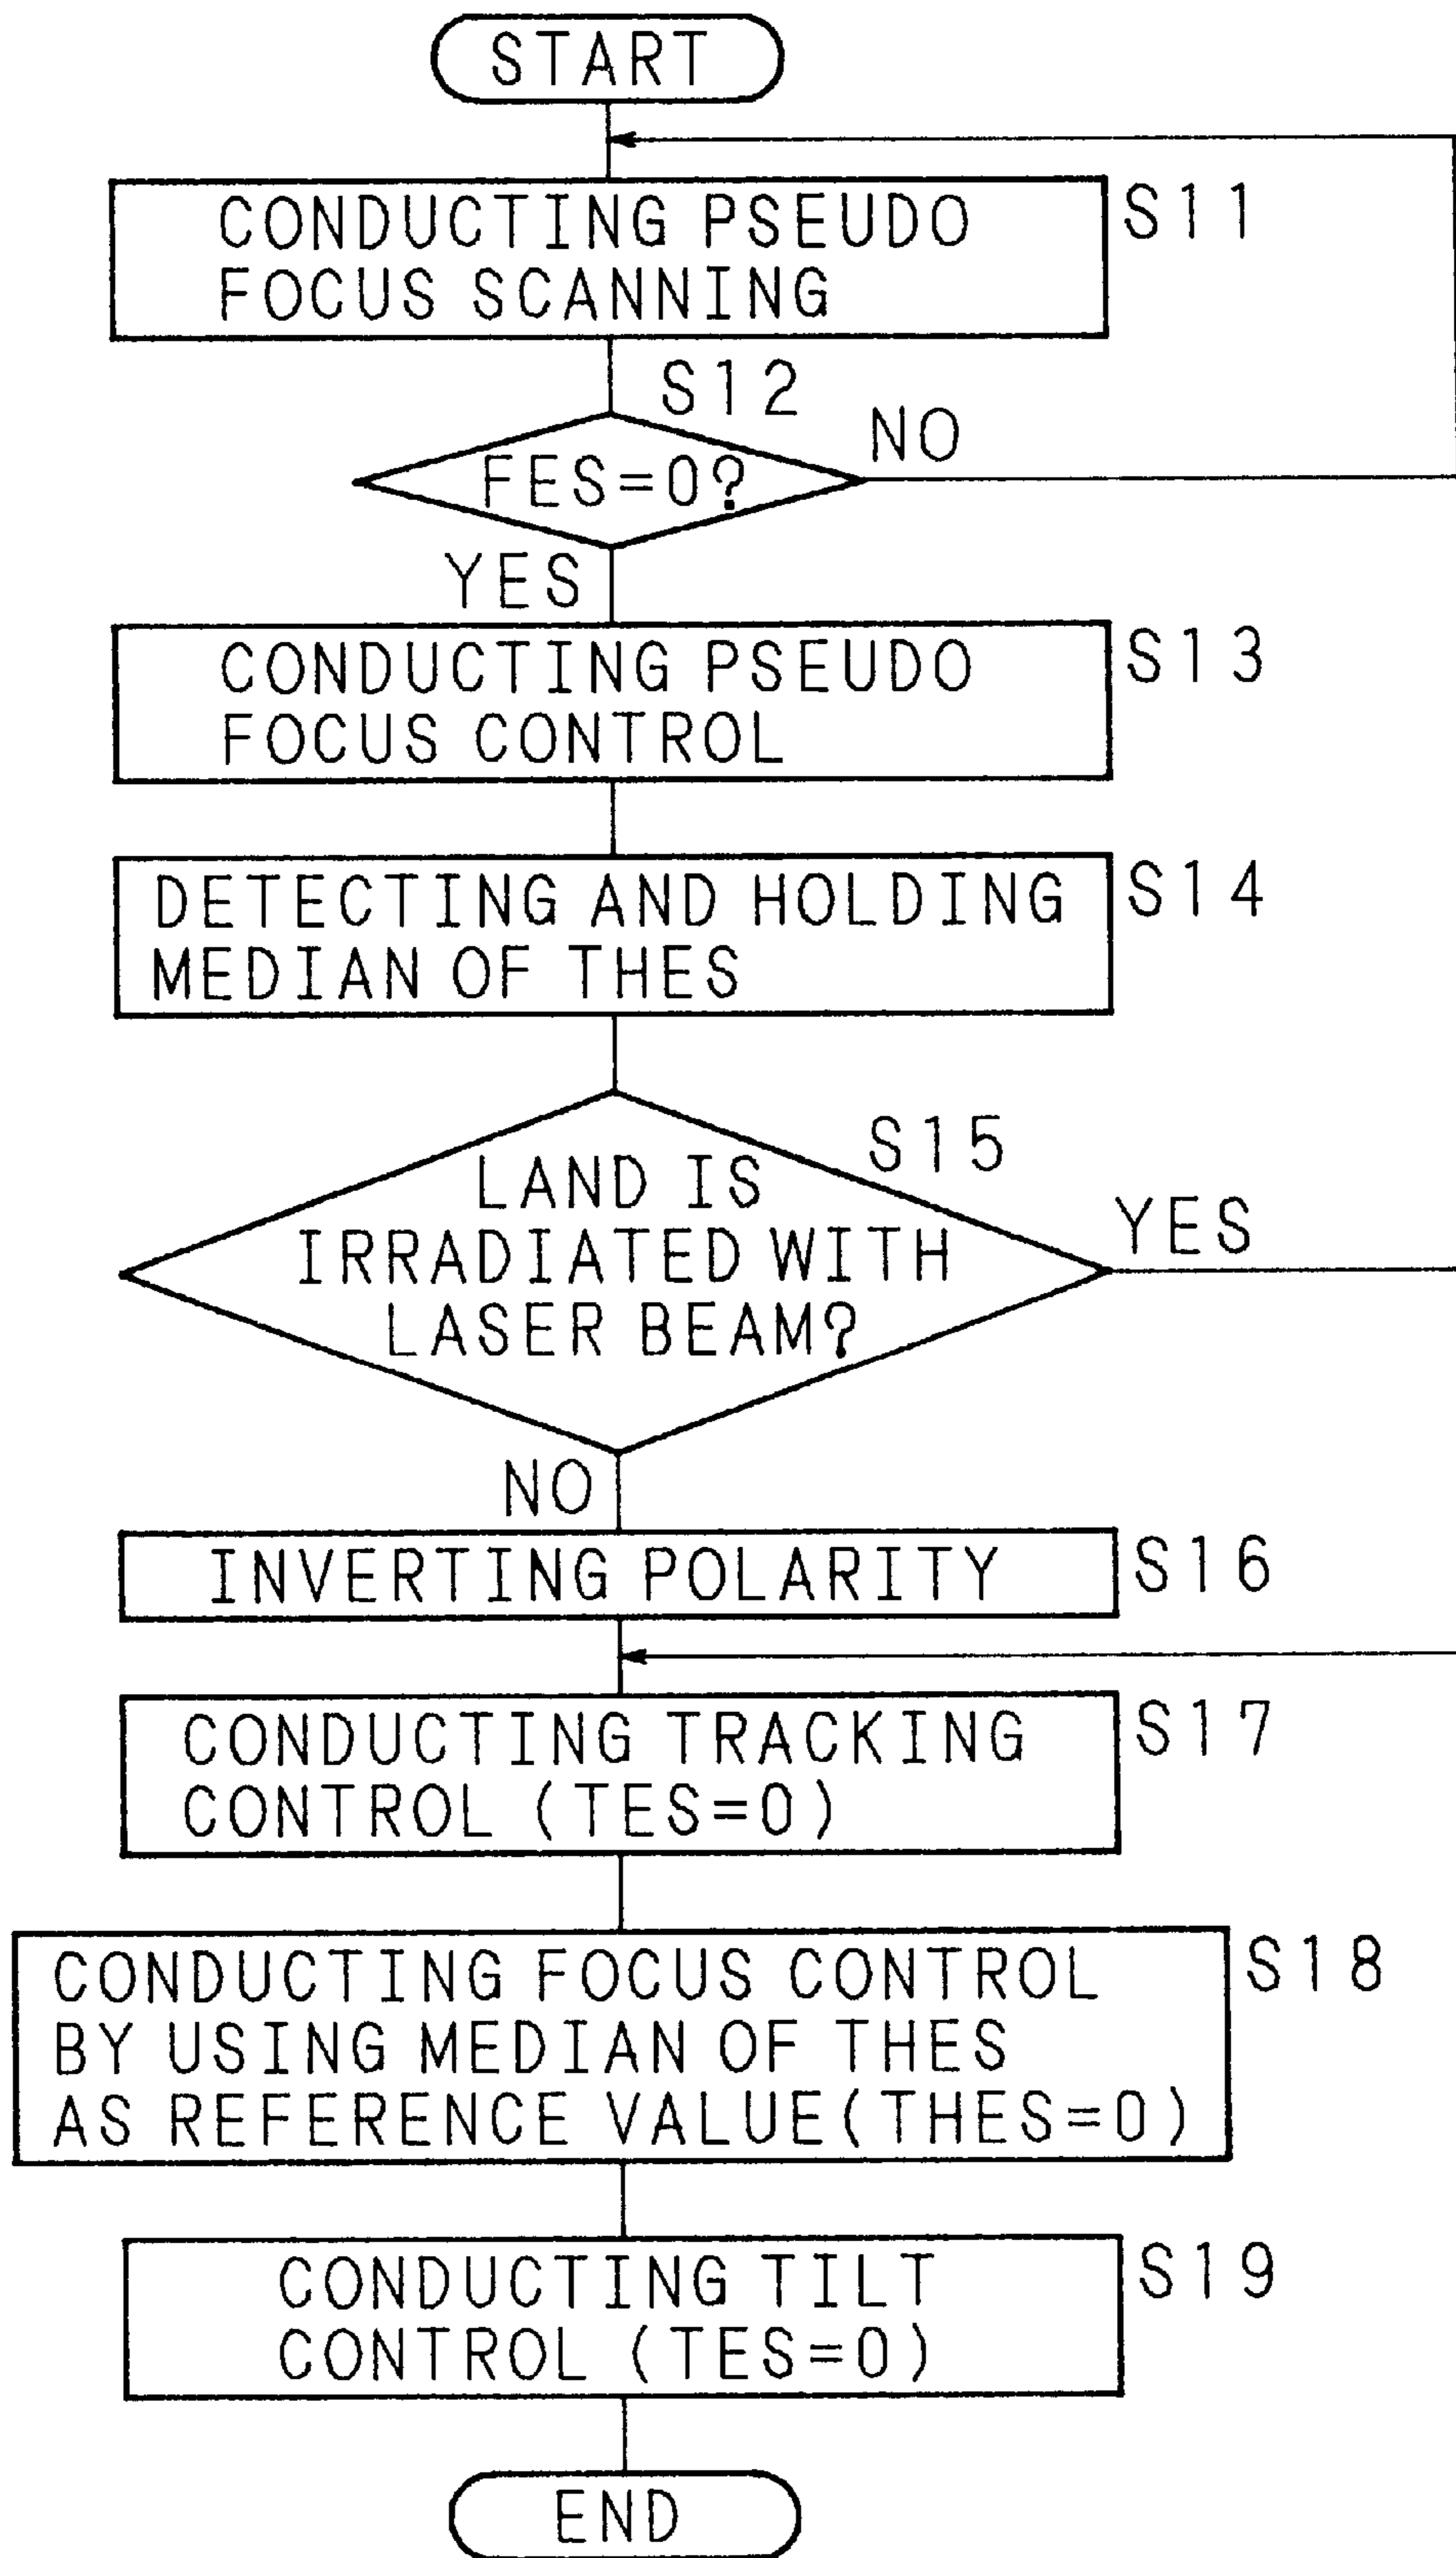 START
CONDUCTING PSEUDO
FOCUS SCANNING
S11
S12
FES=0?
NO
YES
CONDUCTING PSEUDO
FOCUS CONTROL
S13
DETECTING AND HOLDING
MEDIAN OF THES
S14
S15
LAND IS
IRRADIATED WITH
LASER BEAM?
YES
NO
INVERTING POLARITY
S16
CONDUCTING TRACKING
CONTROL (TES=0)
S17
CONDUCTING FOCUS CONTROL
BY USING MEDIAN OF THES
AS REFERENCE VALUE(THES=0)
S18
CONDUCTING TILT
CONTROL (TES=0)
S19
END